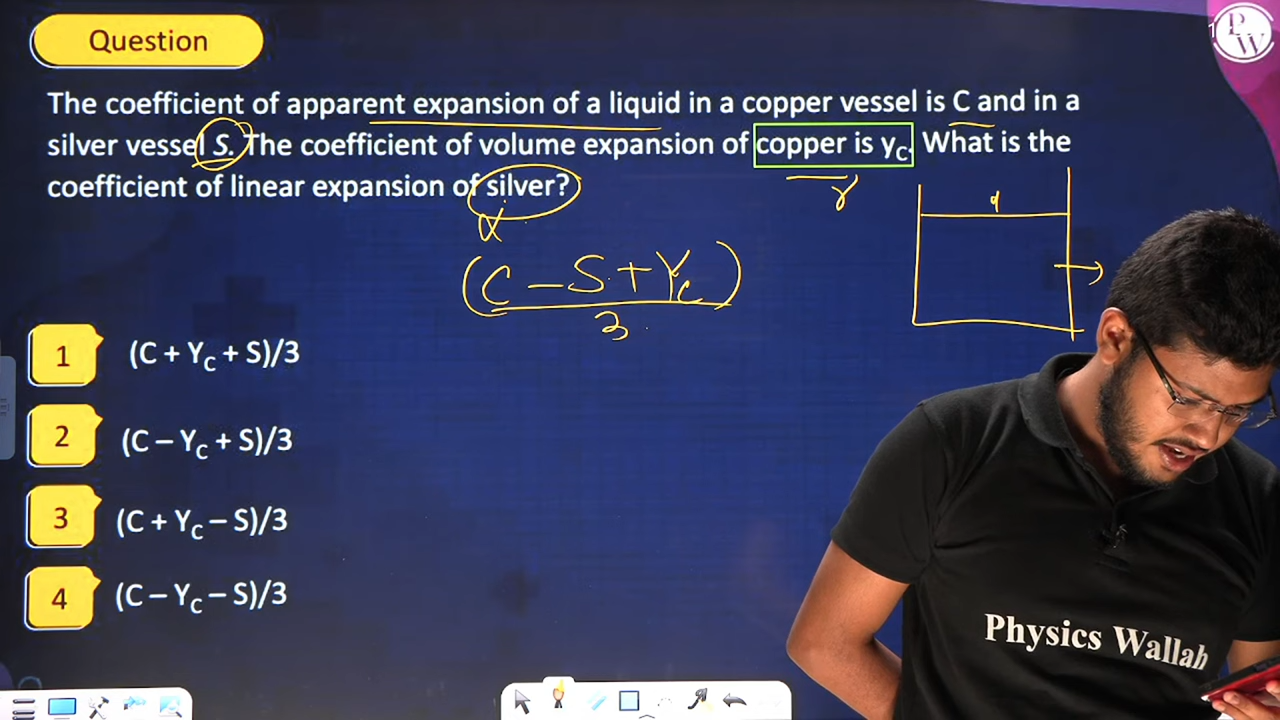 Question
PW
The coefficient of apparent expansion of a liquid in a copper vessel is C and in a
silver vessel S. The coefficient of volume expansion of copper is yC. What is the
coefficient of linear expansion of silver?
γ
α
(C – S + YC)
3
1 (C + YC + S)/3
2 (C – YC + S)/3
3 (C + YC – S)/3
4 (C – YC – S)/3
Physics Wallah